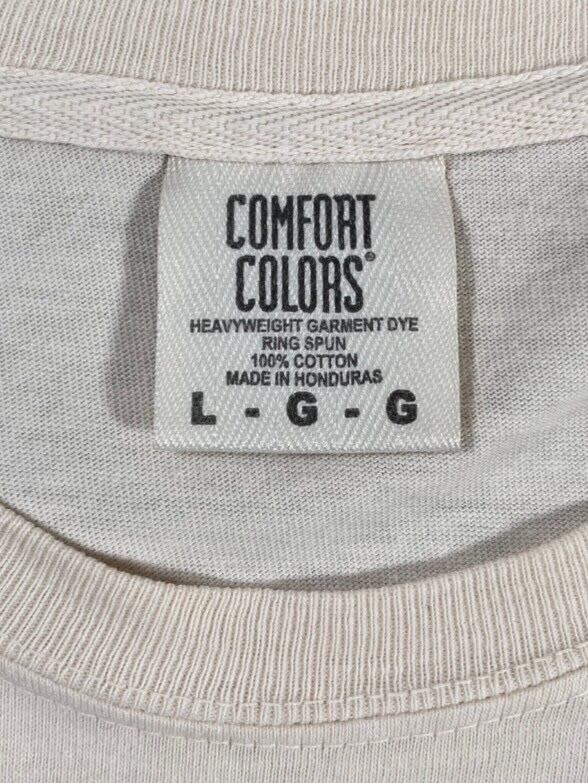 COMFORT
COLORS®
HEAVYWEIGHT GARMENT DYE
RING SPUN
100% COTTON
MADE IN HONDURAS
L - G - G